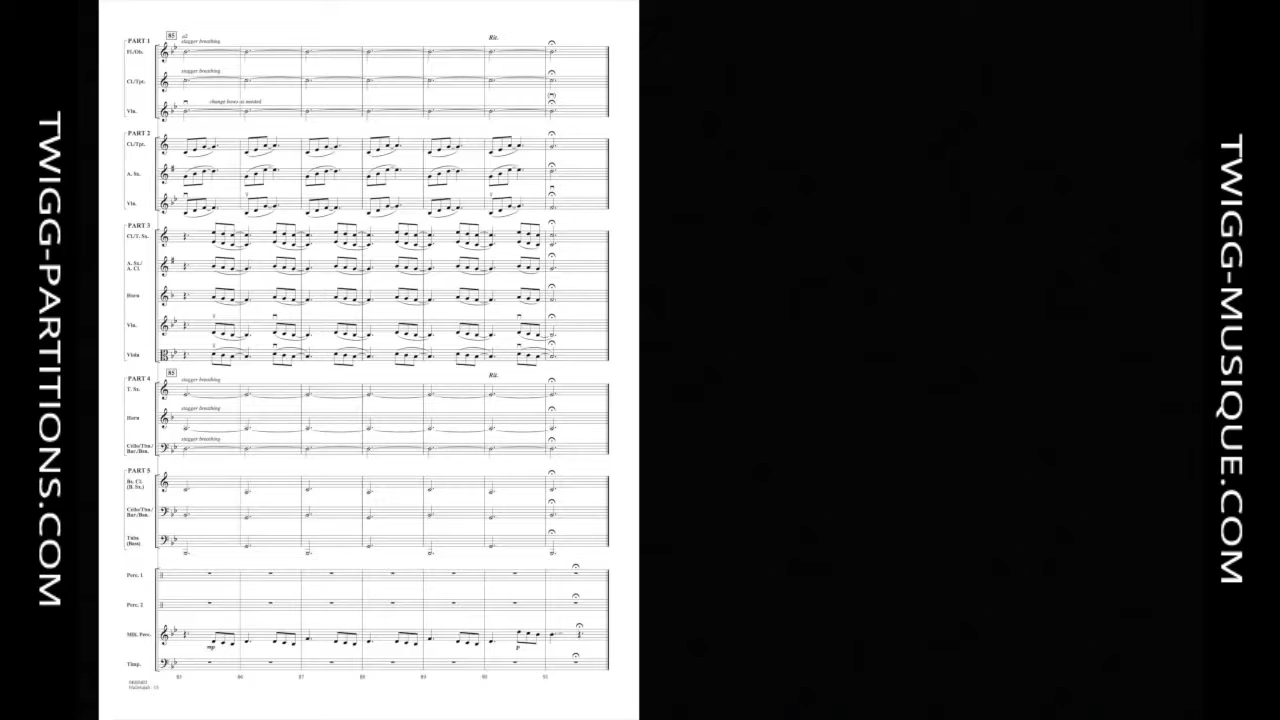 TWIGG-PARTITIONS.COM
85
a2
PART 1
stagger breathing
Rit.
Fl./Ob.
stagger breathing
Cl./Tpt.
change bows as needed
Vln.
PART 2
Cl./Tpt.
A. Sx.
Vln.
PART 3
Cl./T. Sx.
A. Sx./
A. Cl.
Horn
Vln.
Viola
85
PART 4
stagger breathing
Rit.
T. Sx.
stagger breathing
Horn
stagger breathing
Cello/Tbn./
Bar./Bsn.
PART 5
Bs. Cl.
(B. Sx.)
Cello/Tbn./
Bar./Bsn.
Tuba
(Bass)
Perc. 1
Perc. 2
Mlt. Perc.
mp
p
Timp.
85 86 87 88 89 90 91
Hallelujah - 13
TWIGG-MUSIQUE.COM